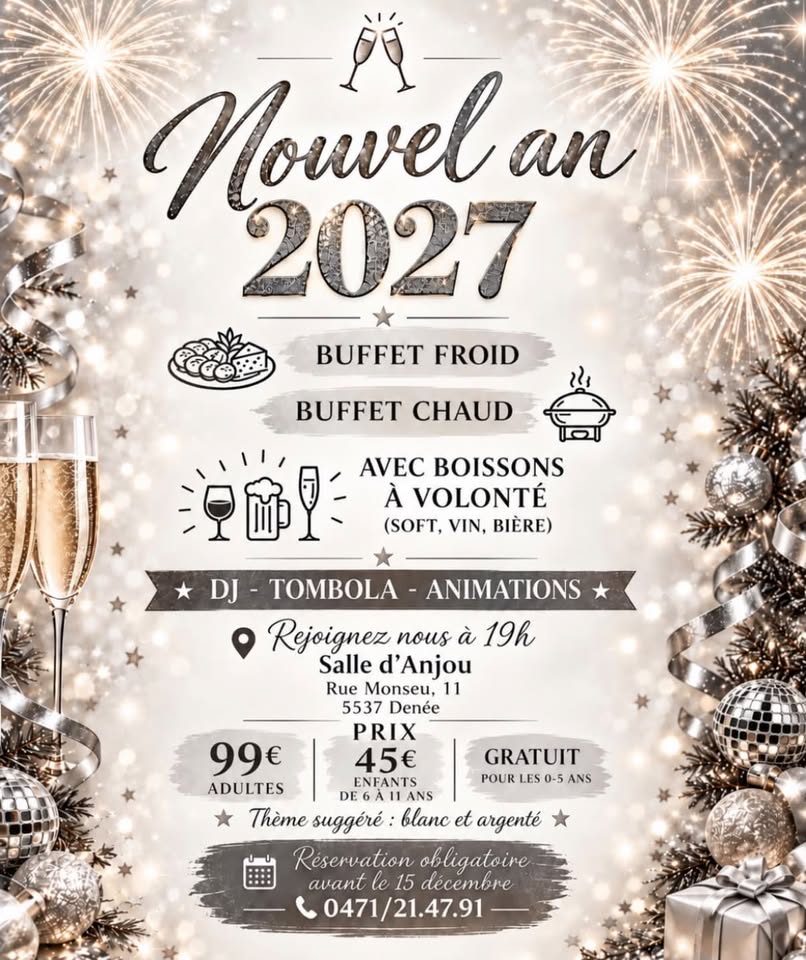 Nouvel an
2027
BUFFET FROID
BUFFET CHAUD
AVEC BOISSONS
À VOLONTÉ
(SOFT, VIN, BIÈRE)
DJ - TOMBOLA - ANIMATIONS
Rejoignez nous à 19h
Salle d'Anjou
Rue Monseu, 11
5537 Denée
PRIX
99€
ADULTES
45€
ENFANTS
DE 6 À 11 ANS
GRATUIT
POUR LES 0-5 ANS
Thème suggéré : blanc et argenté
Réservation obligatoire
avant le 15 décembre
0471/21.47.91